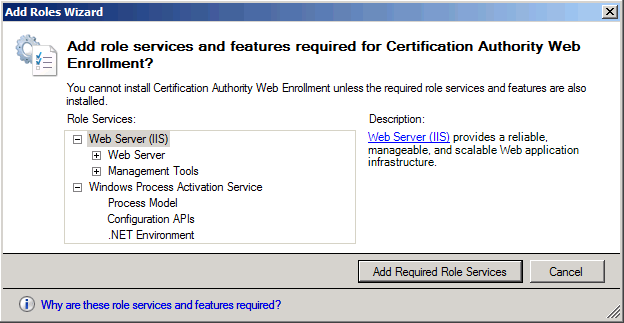 Add Roles Wizard
Add role services and features required for Certification Authority Web
Enrollment?
You cannot install Certification Authority Web Enrollment unless the required role services and features are also
installed.
Role Services:
Web Server (IIS)
Web Server
Management Tools
Windows Process Activation Service
Process Model
Configuration APIs
.NET Environment
Description:
Web Server (IIS) provides a reliable,
manageable, and scalable Web application
infrastructure.
Add Required Role Services
Cancel
Why are these role services and features required?